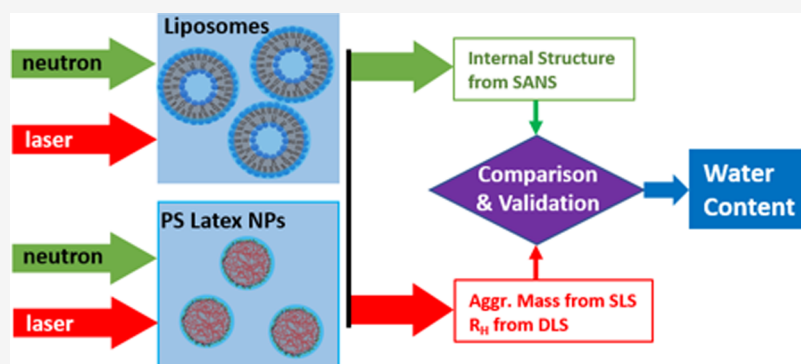 Liposomes
neutron
laser
PS Latex NPs
neutron
laser
Internal Structure
from SANS
Comparison
& Validation
Water
Content
Aggr. Mass from SLS
R_H from DLS